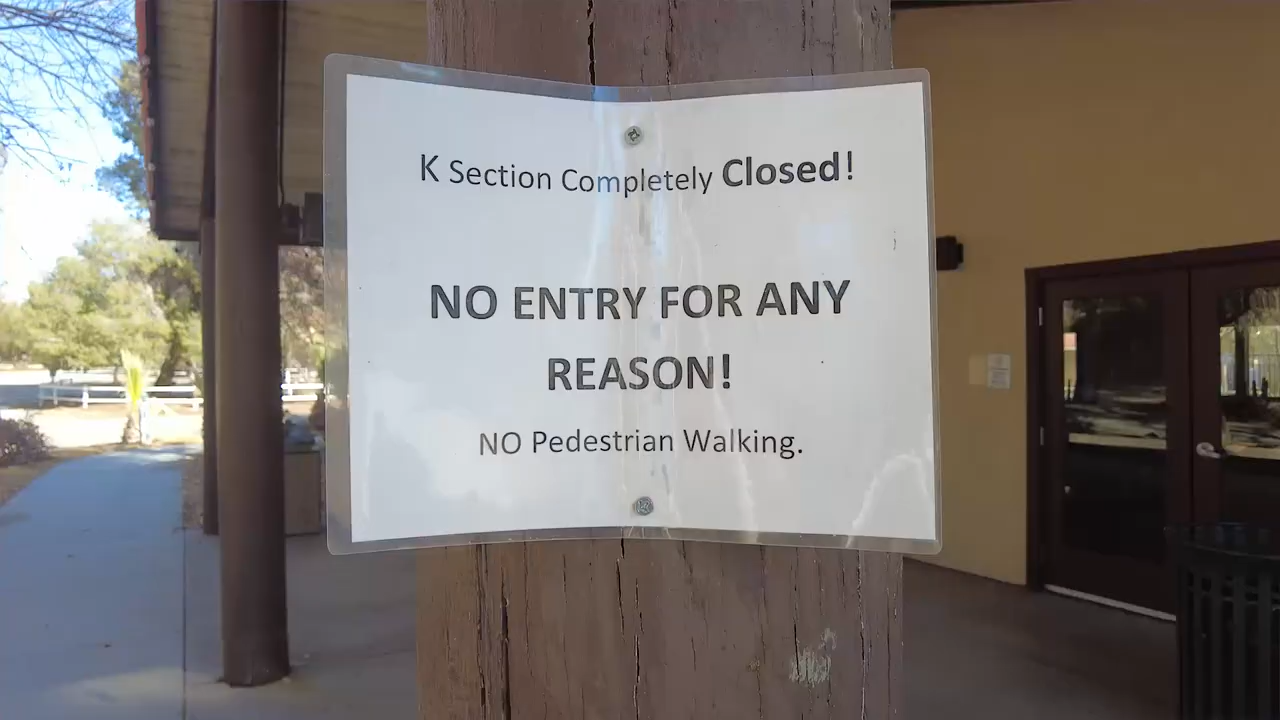 K Section Completely Closed!
NO ENTRY FOR ANY
REASON!
NO Pedestrian Walking.